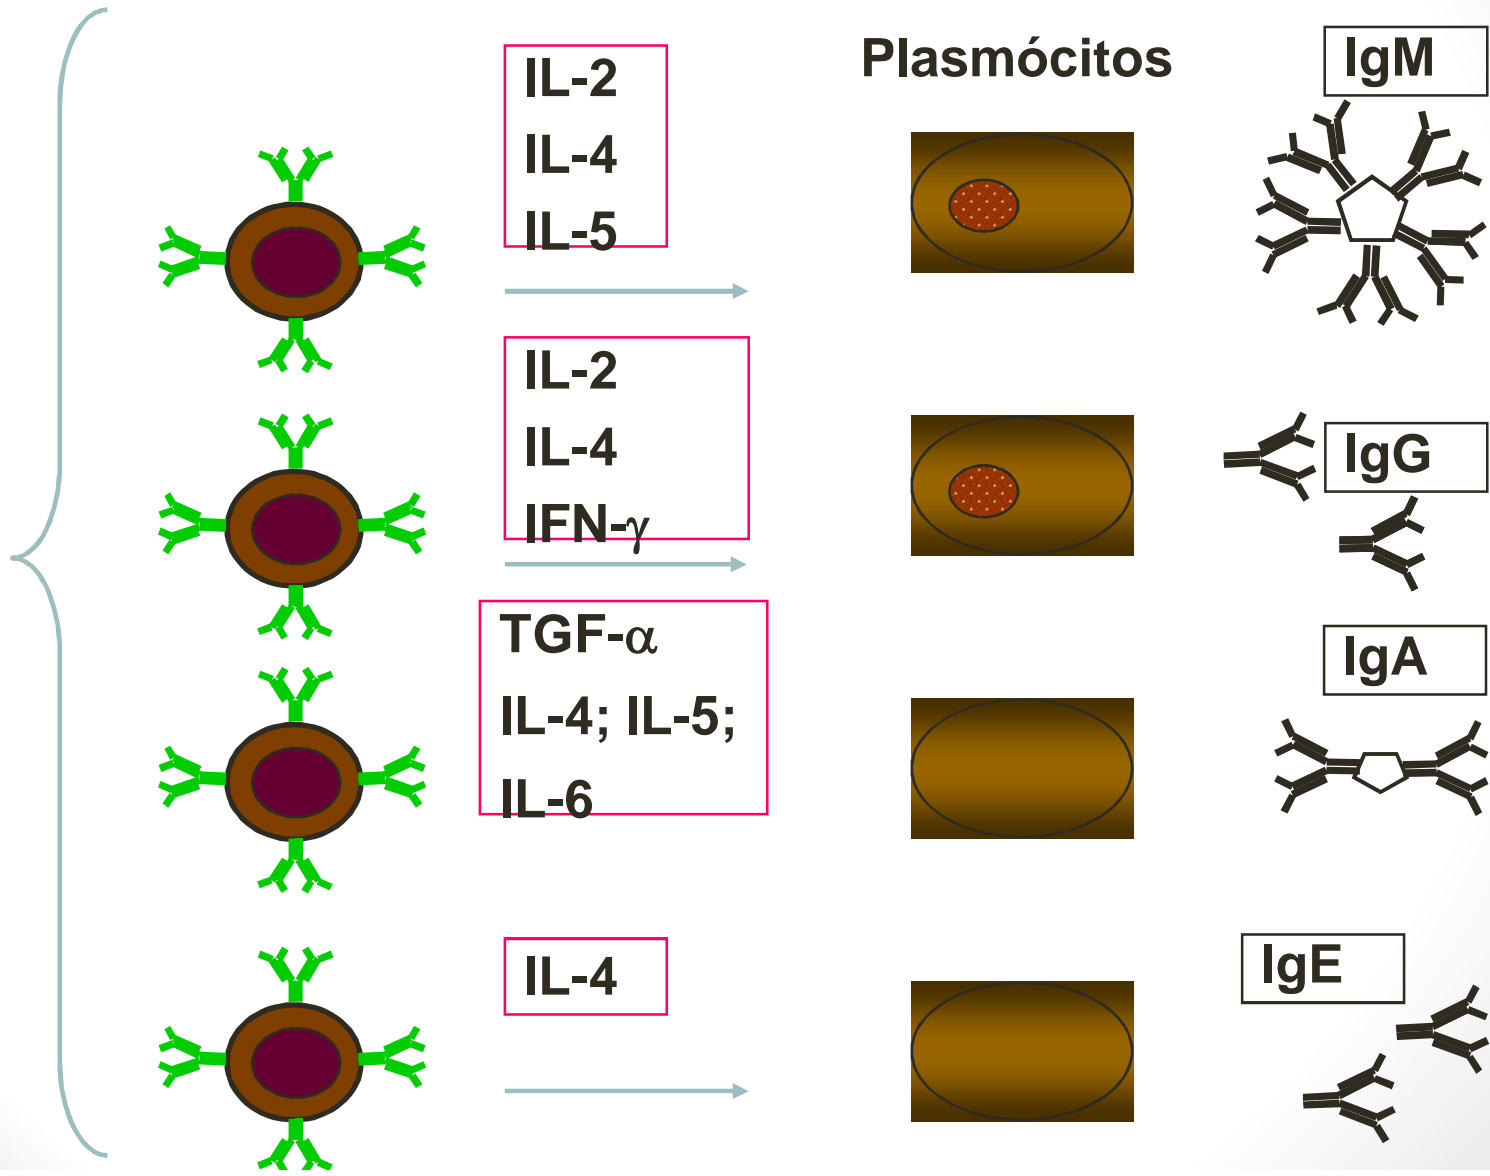 IL-2
IL-4
IL-5
Plasmócitos
IgM
IL-2
IL-4
IFN-γ
IgG
TGF-α
IL-4; IL-5;
IL-6
IgA
IL-4
IgE